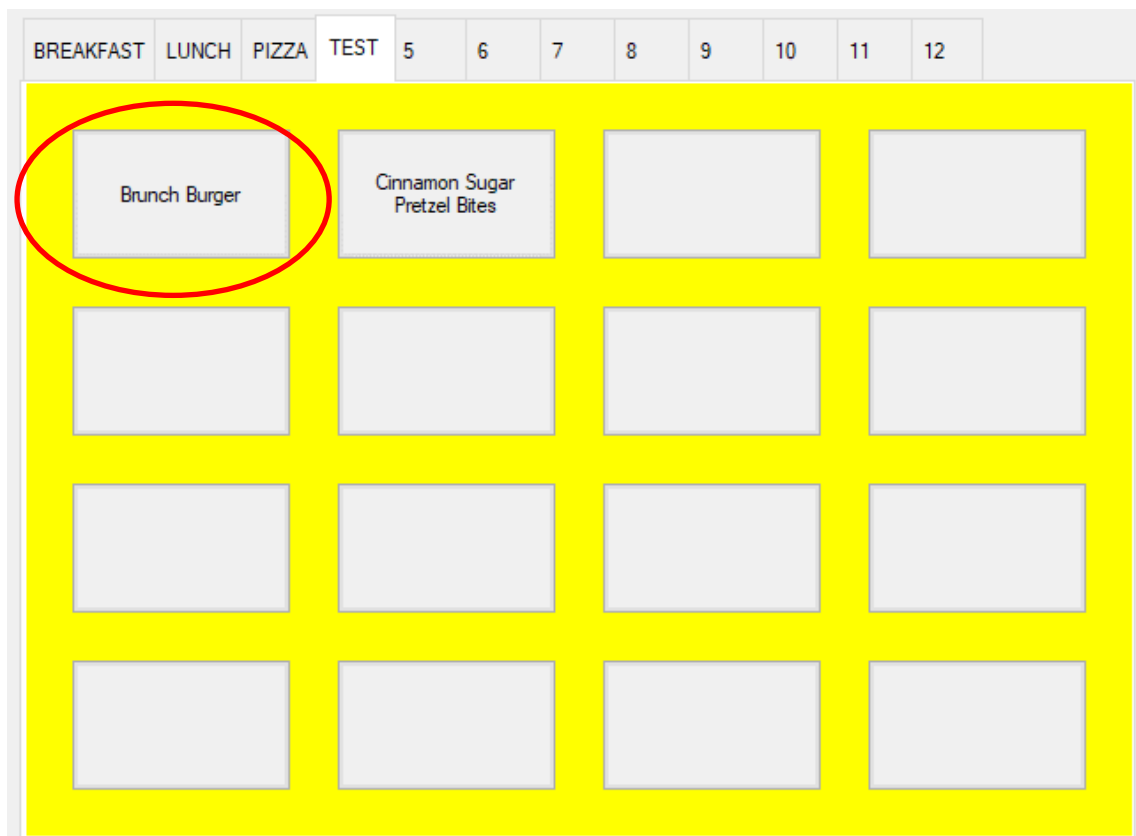 BREAKFAST LUNCH PIZZA TEST 5 6 7 8 9 10 11 12
Brunch Burger
Cinnamon Sugar
Pretzel Bites